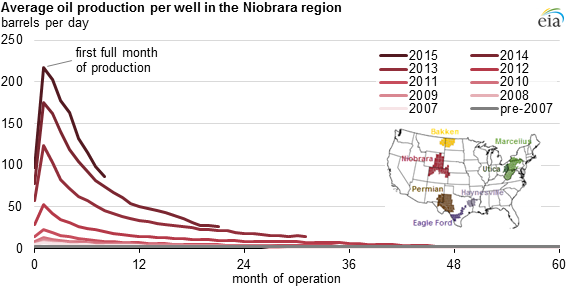 Average oil production per well in the Niobrara region
barrels per day
eia
250
200
150
100
50
0
first full month
of production
2015
2014
2013
2012
2011
2010
2009
2008
2007
pre-2007
Bakken
Marcellus
Niobrara
Utica
Permian
Haynesville
Eagle Ford
0
12
24
36
48
60
month of operation